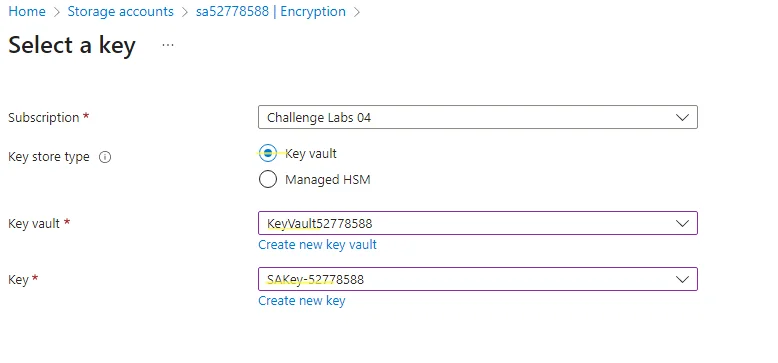 Home > Storage accounts > sa52778588 | Encryption >
Select a key ...
Subscription * Challenge Labs 04
Key store type Key vault
Managed HSM
Key vault * KeyVault52778588
Create new key vault
Key * SAKey-52778588
Create new key